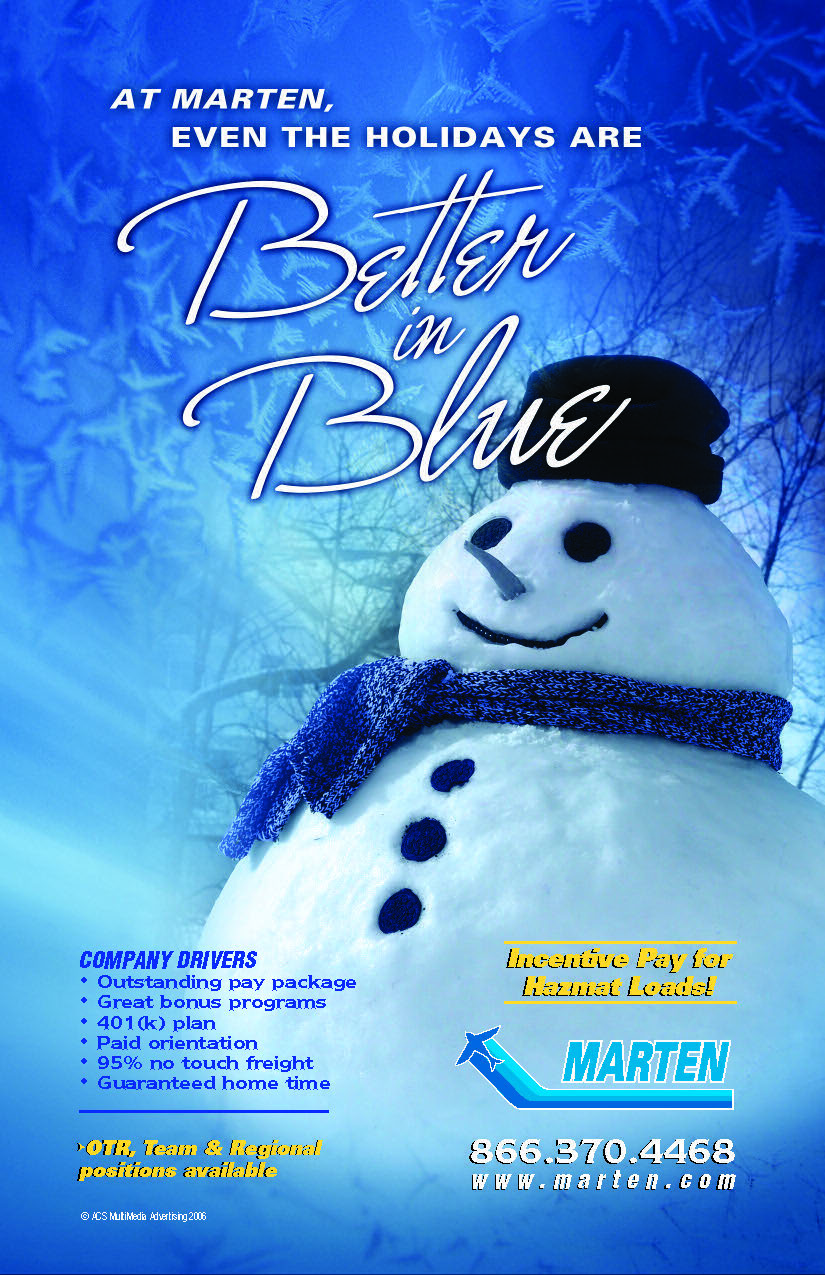 AT MARTEN,
EVEN THE HOLIDAYS ARE
Better
in
Blue
COMPANY DRIVERS
• Outstanding pay package
• Great bonus programs
• 401(k) plan
• Paid orientation
• 95% no touch freight
• Guaranteed home time
OTR, Team & Regional
positions available
© ACS MultiMedia Advertising 2006
Incentive Pay for
Hazmat Loads!
MARTEN
866.370.4468
www.marten.com